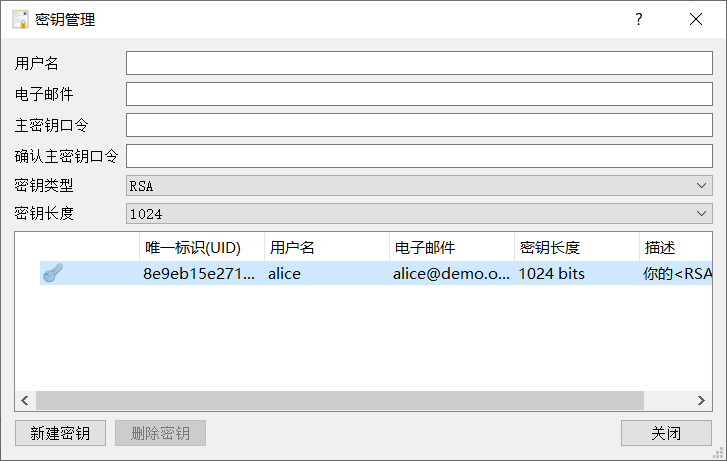 密钥管理
用户名
电子邮件
主密钥口令
确认主密钥口令
密钥类型 RSA
密钥长度 1024
唯一标识(UID) 用户名 电子邮件 密钥长度 描述
8e9eb15e271... alice alice@demo.o... 1024 bits 你的<RSA
新建密钥 删除密钥 关闭